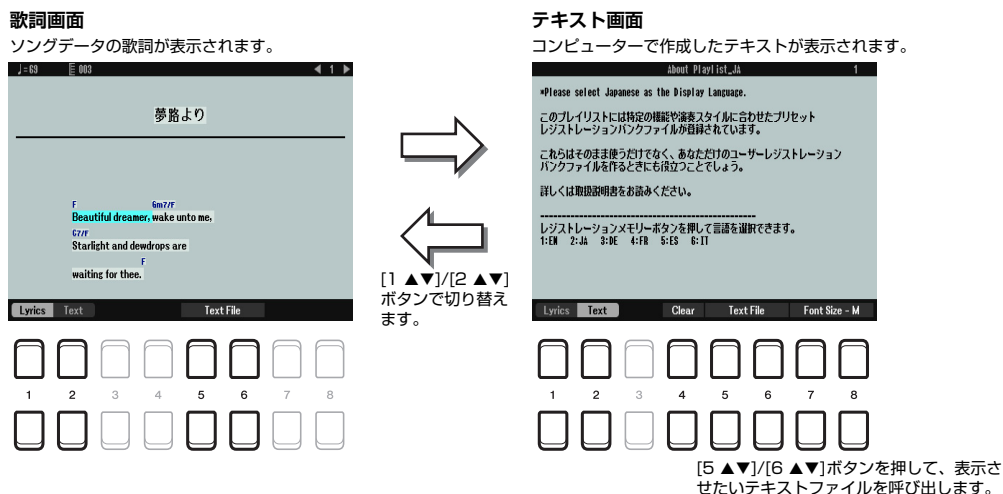 歌詞画面
ソングデータの歌詞が表示されます。
♩= 69 003 ◀ 1 ▶
夢路より
F Gm7/F
Beautiful dreamer, wake unto me,
C7/F
Starlight and dewdrops are
F
waiting for thee.
Lyrics Text Text File
1 2 3 4 5 6 7 8
[1 ▲▼]/[2 ▲▼]
ボタンで切り替え
ます。
テキスト画面
コンピューターで作成したテキストが表示されます。
About Playlist_JA 1
*Please select Japanese as the Display Language.
このプレイリストには特定の機能や演奏スタイルに合わせたプリセット
レジストレーションバンクファイルが登録されています。
これらはそのまま使うだけでなく、あなただけのユーザーレジストレーション
バンクファイルを作るときにも役立つことでしょう。
詳しくは取扱説明書をお読みください。
--------------------------------------------------
レジストレーションメモリーボタンを押して言語を選択できます。
1:EN 2:JA 3:DE 4:FR 5:ES 6:IT
Lyrics Text Clear Text File Font Size - M
1 2 3 4 5 6 7 8
[5 ▲▼]/[6 ▲▼]ボタンを押して、表示さ
せたいテキストファイルを呼び出します。